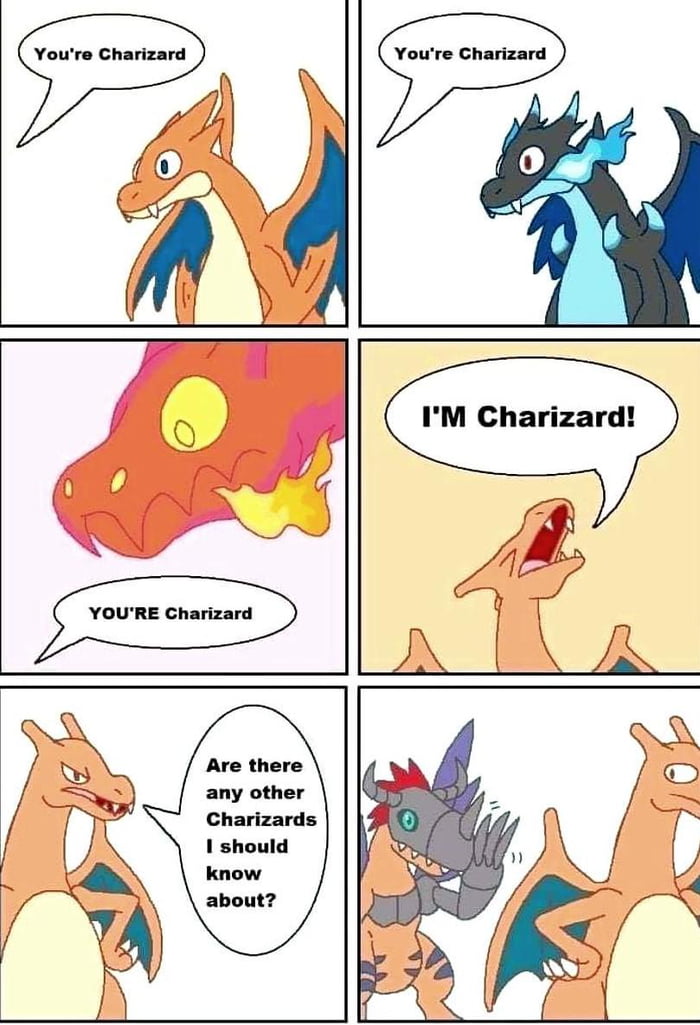 You're Charizard
You're Charizard
YOU'RE Charizard
I'M Charizard!
Are there
any other
Charizards
I should
know
about?